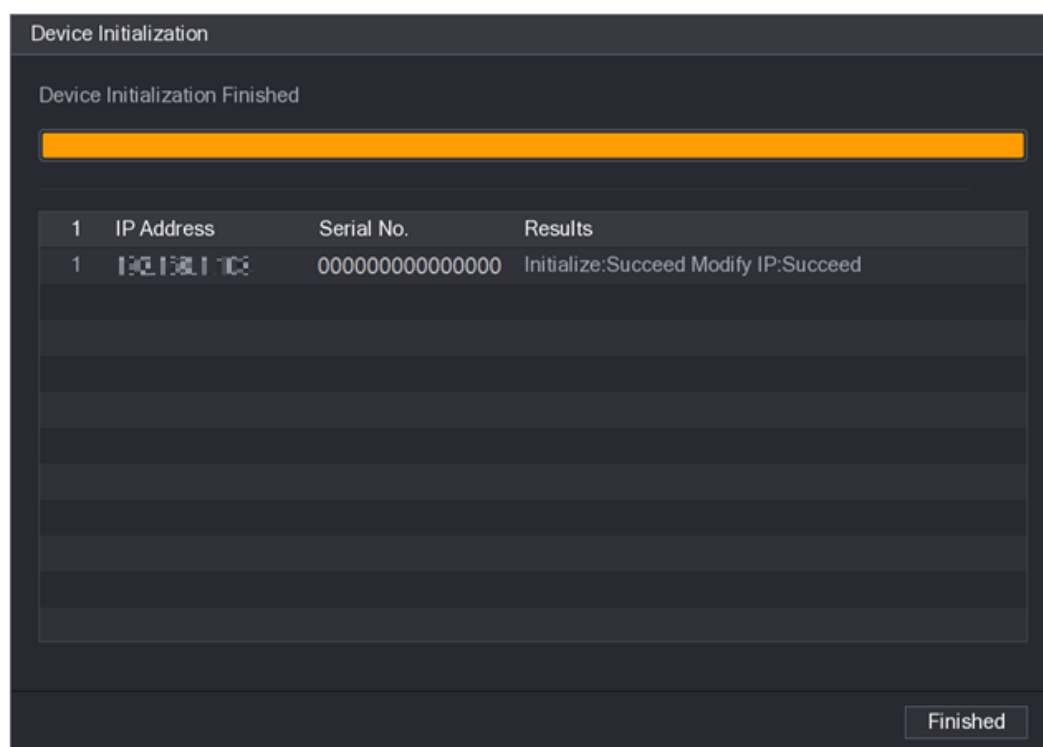 Device Initialization
Device Initialization Finished
1 IP Address Serial No. Results
1 000000000000000 Initialize:Succeed Modify IP:Succeed
Finished